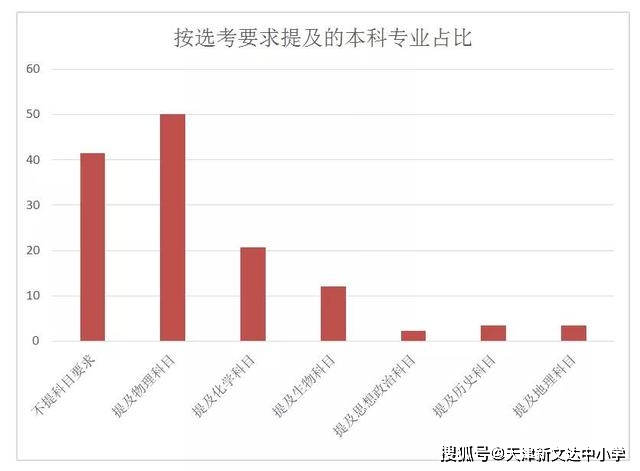 按选考要求提及的本科专业占比
60
50
40
30
20
10
0
不提科目要求
提及物理科目
提及化学科目
提及生物科目
提及思想政治科目
提及历史科目
提及地理科目
搜狐号@天津新文达中小学